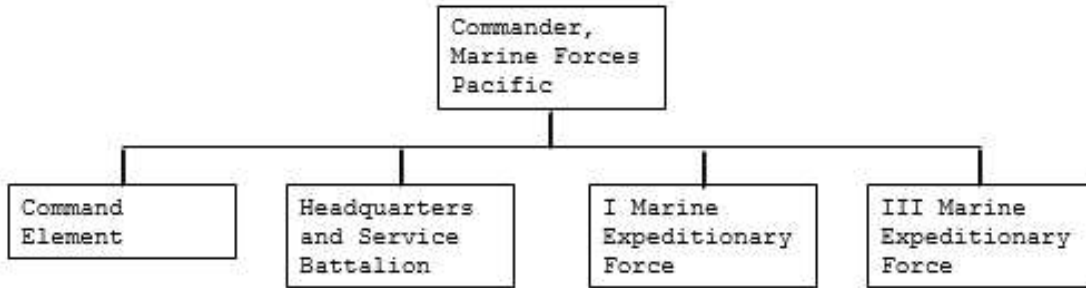 Commander,
Marine Forces
Pacific
Command
Element
Headquarters
and Service
Battalion
I Marine
Expeditionary
Force
III Marine
Expeditionary
Force